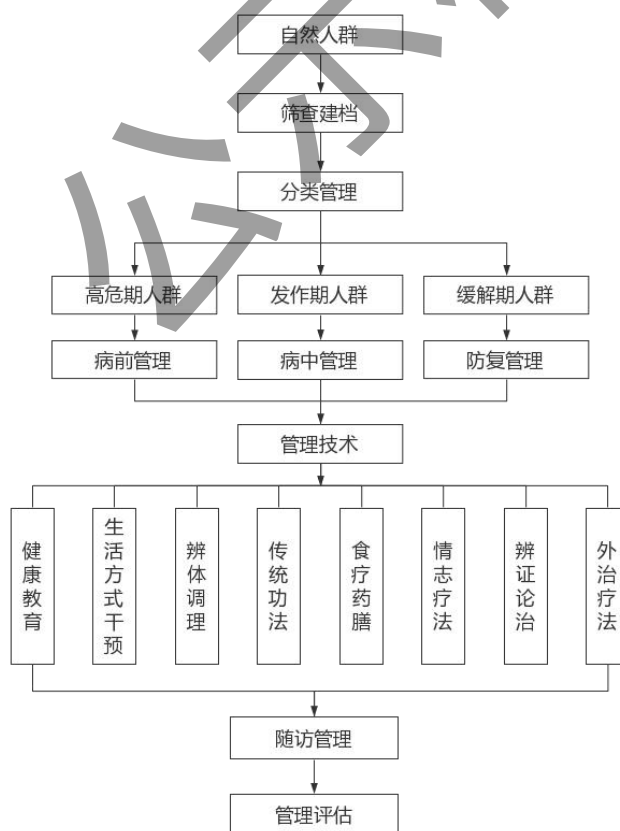 自然人群
筛查建档
分类管理
高危期人群
发作期人群
缓解期人群
病前管理
病中管理
防复管理
管理技术
健康教育
生活方式干预
辨体调理
传统功法
食疗药膳
情志疗法
辨证论治
外治疗法
随访管理
管理评估
公示